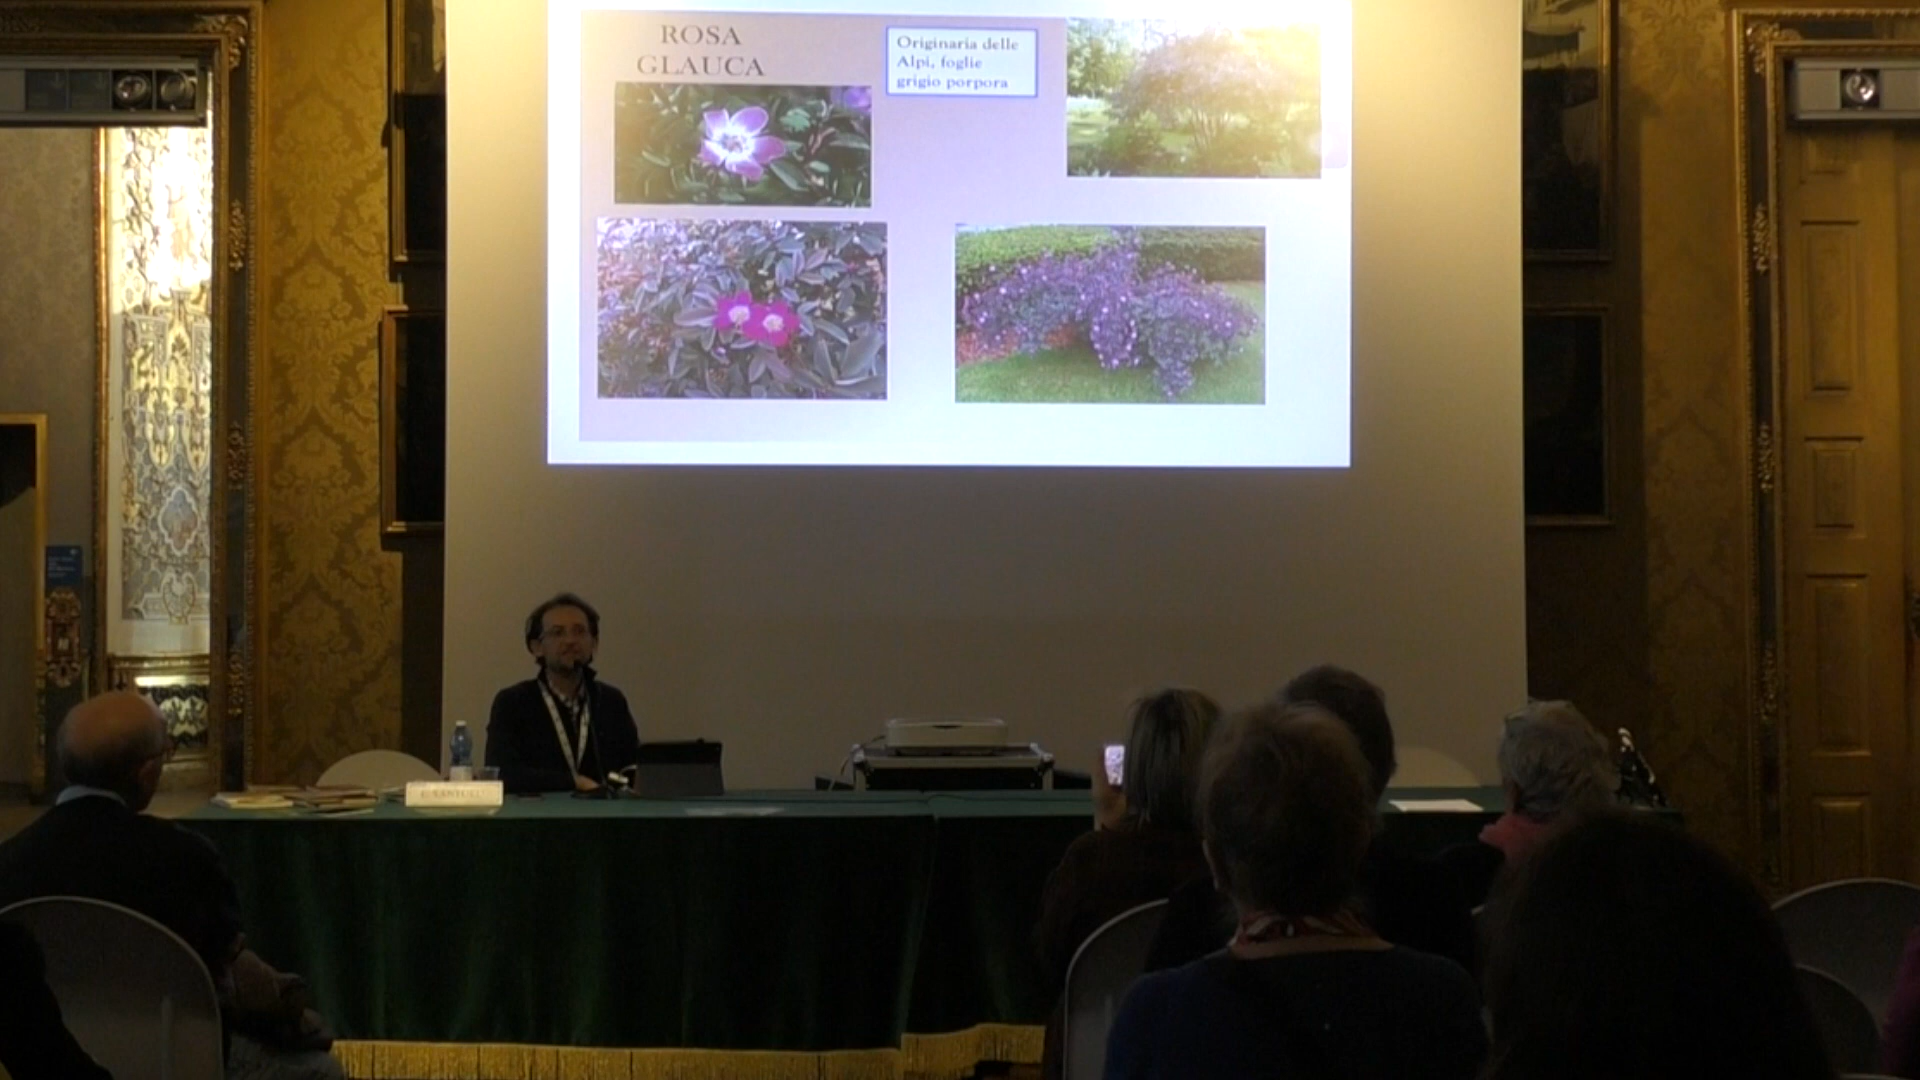 ROSA
GLAUCA
Originaria delle
Alpi, foglie
grigio porpora